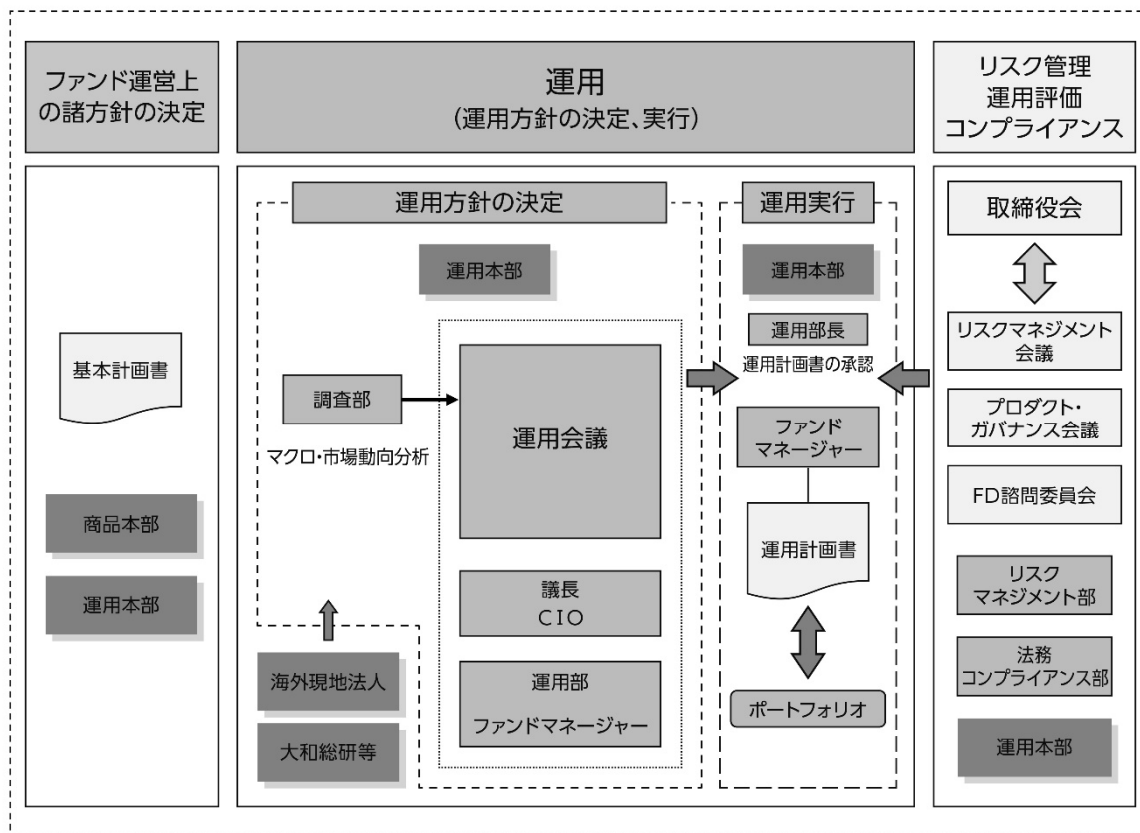 ファンド運営上
の諸方針の決定
基本計画書
商品本部
運用本部
運用
(運用方針の決定、実行)
運用方針の決定
運用本部
調査部
マクロ・市場動向分析
運用会議
議長
CIO
運用部
ファンドマネージャー
海外現地法人
大和総研等
運用実行
運用本部
運用部長
運用計画書の承認
ファンド
マネージャー
運用計画書
ポートフォリオ
リスク管理
運用評価
コンプライアンス
取締役会
リスクマネジメント
会議
プロダクト・
ガバナンス会議
FD諮問委員会
リスク
マネジメント部
法務
コンプライアンス部
運用本部